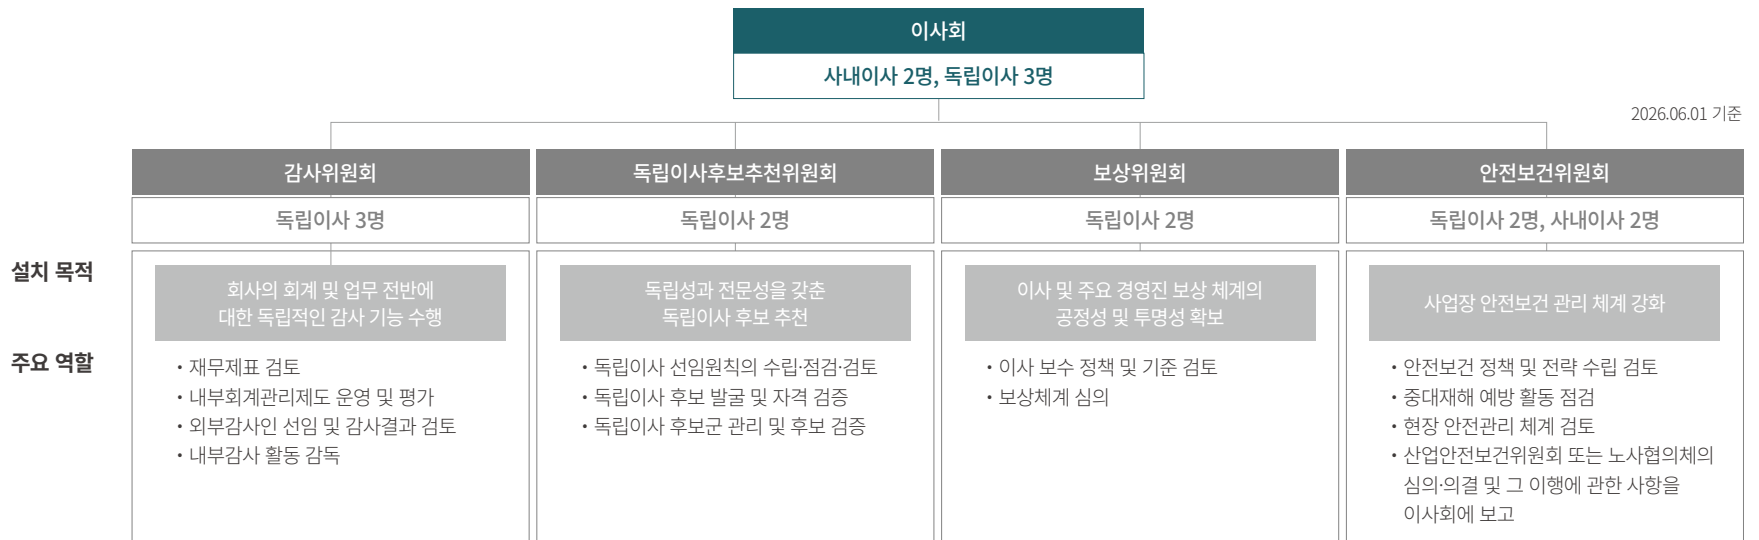 이사회
사내이사 2명, 독립이사 3명
2026.06.01 기준
감사위원회
독립이사후보추천위원회
보상위원회
안전보건위원회
독립이사 3명
독립이사 2명
독립이사 2명
독립이사 2명, 사내이사 2명
설치 목적
회사의 회계 및 업무 전반에
대한 독립적인 감사 기능 수행
독립성과 전문성을 갖춘
독립이사 후보 추천
이사 및 주요 경영진 보상 체계의
공정성 및 투명성 확보
사업장 안전보건 관리 체계 강화
주요 역할
・재무제표 검토
・내부회계관리제도 운영 및 평가
・외부감사인 선임 및 감사결과 검토
・내부감사 활동 감독
・독립이사 선임원칙의 수립·점검·검토
・독립이사 후보 발굴 및 자격 검증
・독립이사 후보군 관리 및 후보 검증
・이사 보수 정책 및 기준 검토
・보상체계 심의
・안전보건 정책 및 전략 수립 검토
・중대재해 예방 활동 점검
・현장 안전관리 체계 검토
・산업안전보건위원회 또는 노사협의체의
심의·의결 및 그 이행에 관한 사항을
이사회에 보고